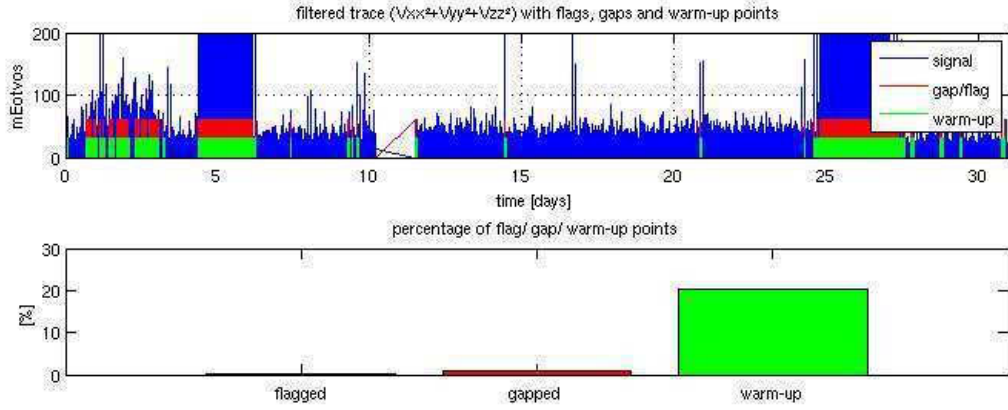 filtered trace (Vxx²+Vyy²+Vzz²) with flags, gaps and warm-up points
200
100
0
mEotvos
signal
gap/flag
warm-up
0 5 10 15 20 25 30
time [days]
percentage of flag/ gap/ warm-up points
30
20
10
0
[%]
flagged gapped warm-up